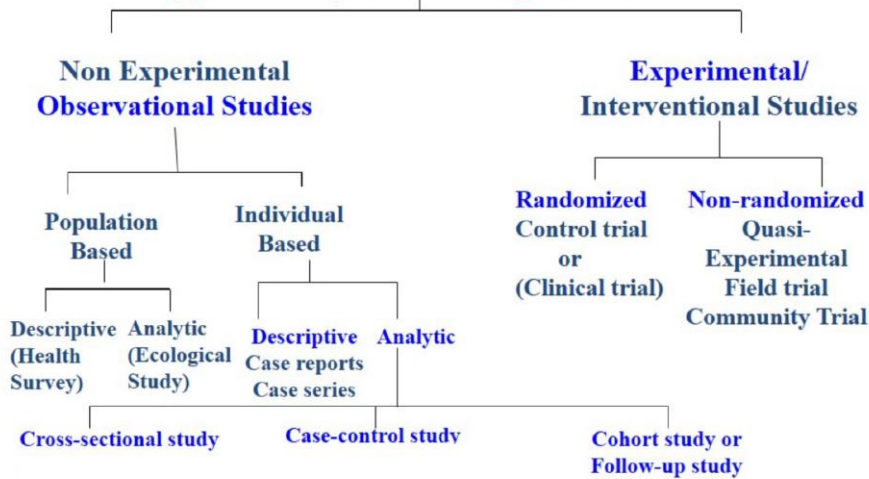 Non Experimental
Observational Studies
Experimental/
Interventional Studies
Population
Based
Individual
Based
Randomized
Control trial
or
(Clinical trial)
Non-randomized
Quasi-
Experimental
Field trial
Community Trial
Descriptive
(Health
Survey)
Analytic
(Ecological
Study)
Descriptive
Case reports
Case series
Analytic
Cross-sectional study
Case-control study
Cohort study or
Follow-up study